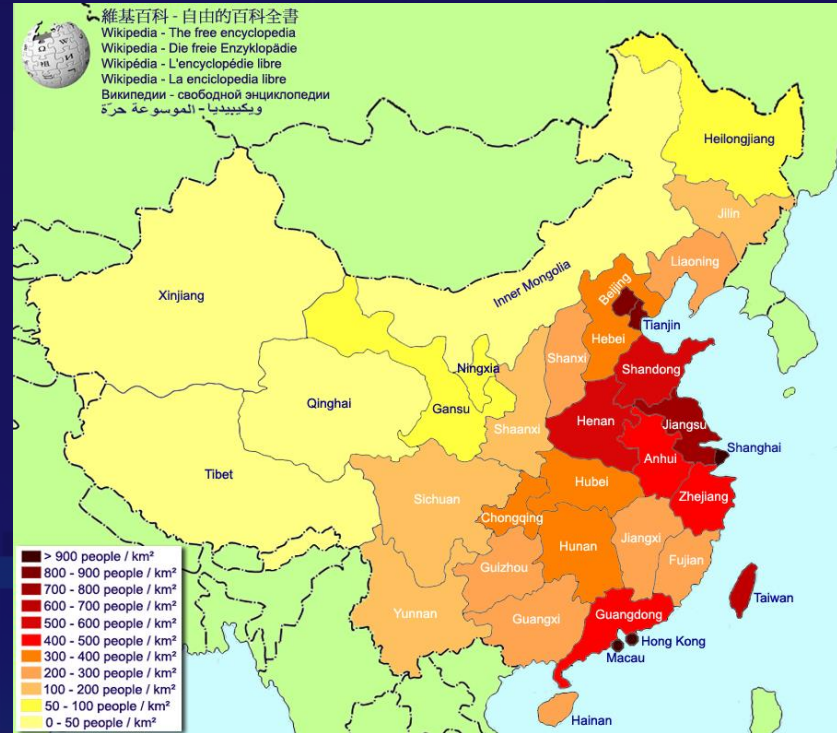 維基百科 - 自由的百科全書
Wikipedia - The free encyclopedia
Wikipedia - Die freie Enzyklopädie
Wikipédia - L'encyclopédie libre
Wikipedia - La enciclopedia libre
Википедии - свободной энциклопедии
ويكيبيديا - الموسوعة حرّة
Heilongjiang
Jilin
Liaoning
Inner Mongolia
Xinjiang
Beijing
Tianjin
Hebei
Shanxi
Shandong
Ningxia
Qinghai
Gansu
Shaanxi
Henan
Jiangsu
Shanghai
Anhui
Tibet
Sichuan
Hubei
Zhejiang
Chongqing
Hunan
Jiangxi
Guizhou
Fujian
Yunnan
Guangxi
Guangdong
Taiwan
Hong Kong
Macau
Hainan
> 900 people / km²
800 - 900 people / km²
700 - 800 people / km²
600 - 700 people / km²
500 - 600 people / km²
400 - 500 people / km²
300 - 400 people / km²
200 - 300 people / km²
100 - 200 people / km²
50 - 100 people / km²
0 - 50 people / km²